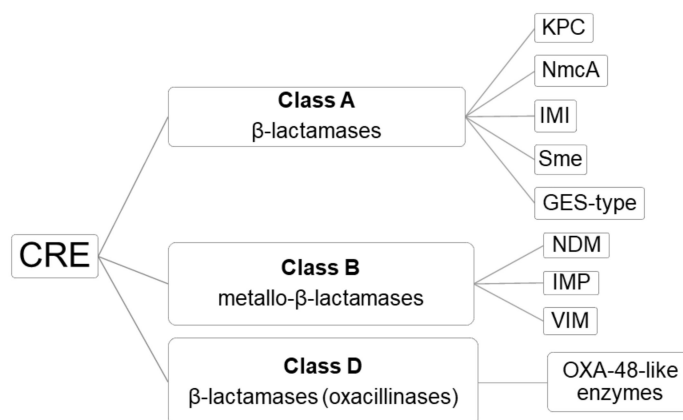 CRE
Class A
β-lactamases
KPC
NmcA
IMI
Sme
GES-type
Class B
metallo-β-lactamases
NDM
IMP
VIM
Class D
β-lactamases (oxacillinases)
OXA-48-like
enzymes